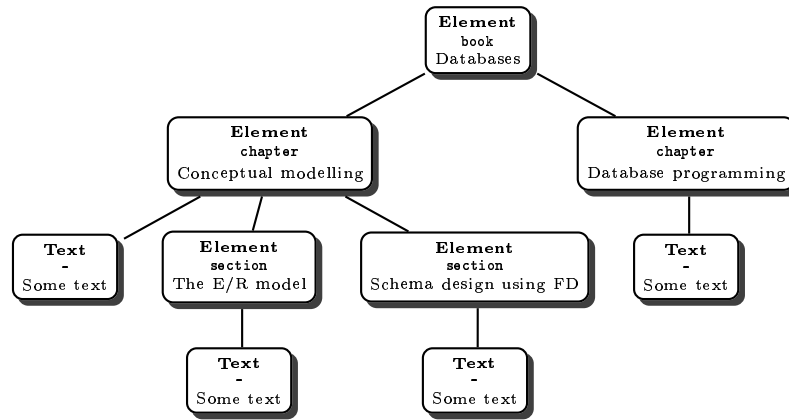 Element
book
Databases
Element
chapter
Conceptual modelling
Element
chapter
Database programming
Text
-
Some text
Element
section
The E/R model
Element
section
Schema design using FD
Text
-
Some text
Text
-
Some text
Text
-
Some text